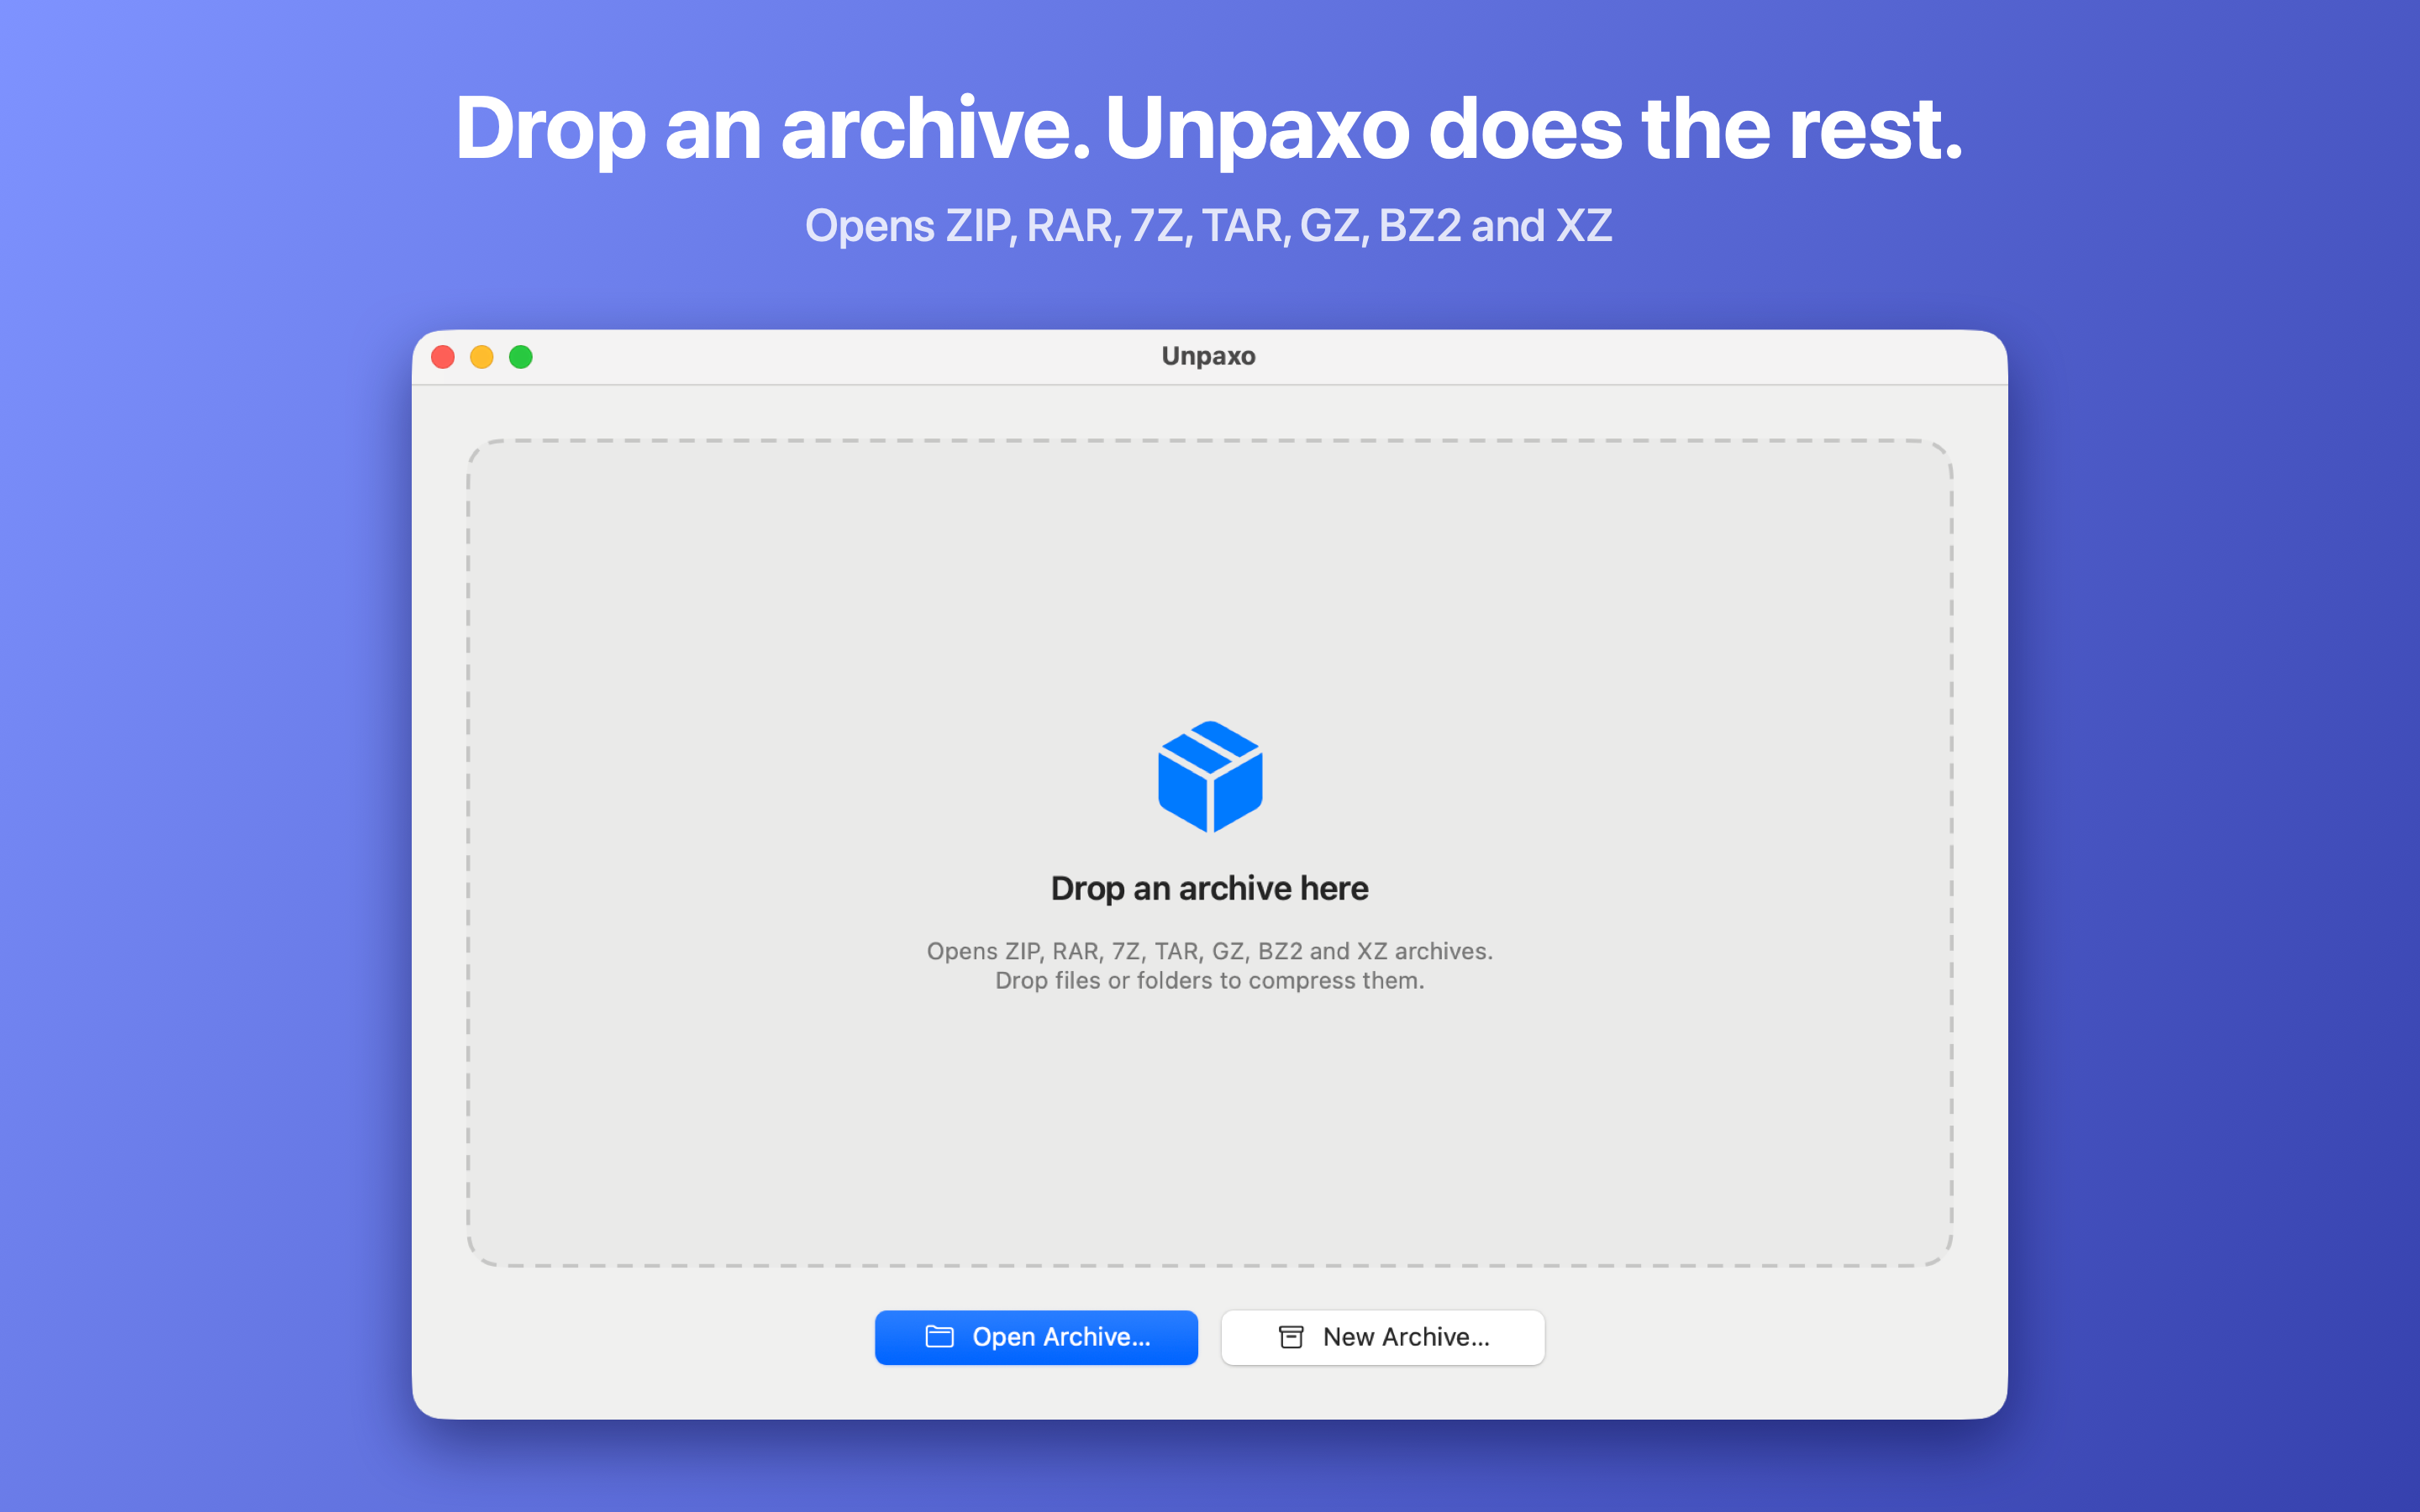 Drop an archive. Unpaxo does the rest.
Opens ZIP, RAR, 7Z, TAR, GZ, BZ2 and XZ
Unpaxo
Drop an archive here
Opens ZIP, RAR, 7Z, TAR, GZ, BZ2 and XZ archives.
Drop files or folders to compress them.
Open Archive...
New Archive...